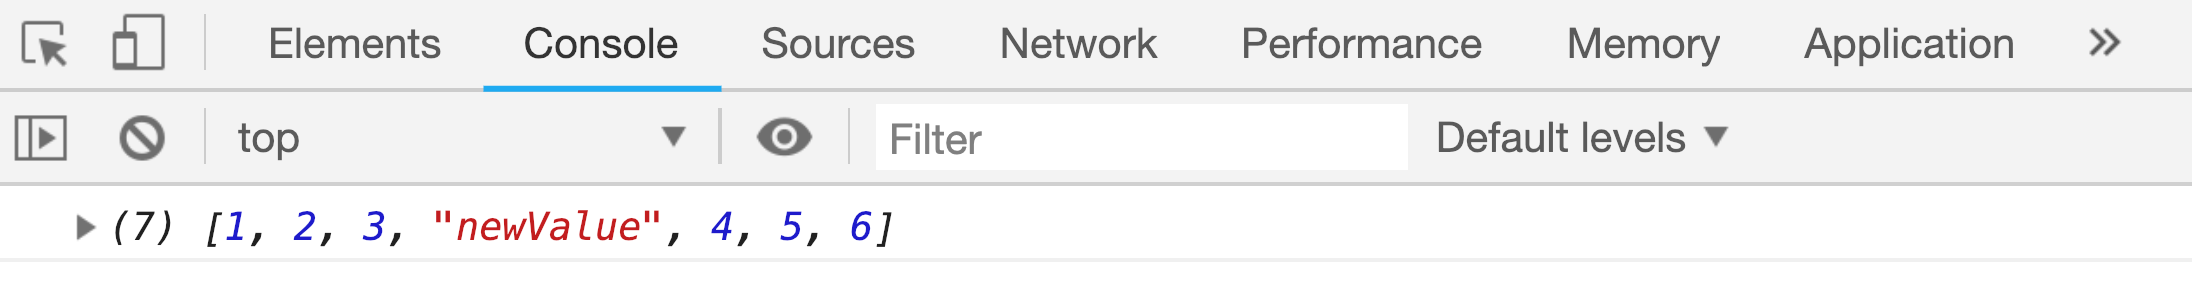 Elements Console Sources Network Performance Memory Application
top Filter Default levels
(7) [1, 2, 3, "newValue", 4, 5, 6]